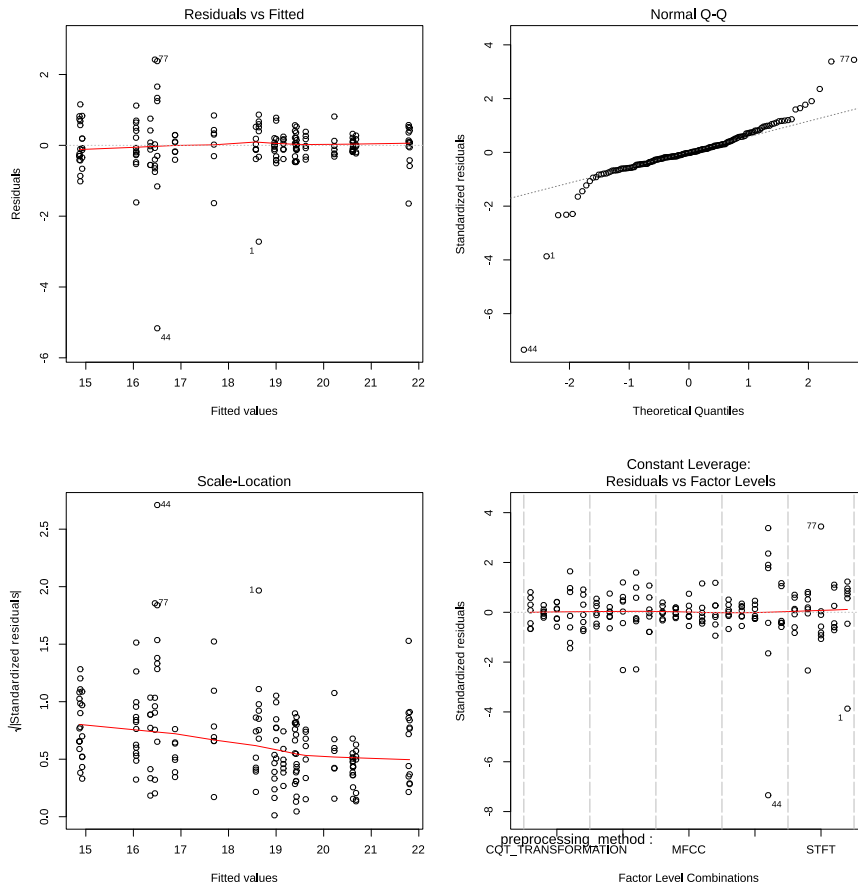 Residuals vs Fitted
Residuals
2
0
-2
-4
-6
77
1
44
15 16 17 18 19 20 21 22
Fitted values
Normal Q-Q
Standardized residuals
4
2
0
-2
-4
-6
77
1
44
-2 -1 0 1 2
Theoretical Quantiles
Scale-Location
√|Standardized residuals|
2.5
2.0
1.5
1.0
0.5
0.0
44
1
77
15 16 17 18 19 20 21 22
Fitted values
Constant Leverage:
Residuals vs Factor Levels
Standardized residuals
4
2
0
-2
-4
-6
-8
77
1
44
preprocessing_method :
CQT_TRANSFORMATION MFCC STFT
Factor Level Combinations